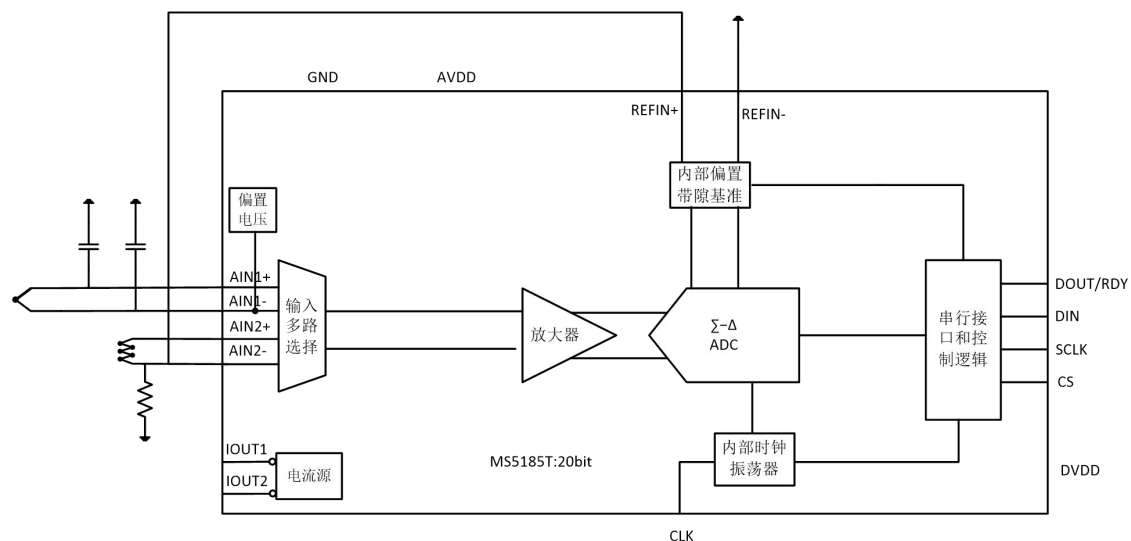 GND
AVDD
REFIN+
REFIN-
内部偏置
带隙基准
偏置
电压
AIN1+
AIN1-
AIN2+
AIN2-
输入
多路
选择
放大器
∑−Δ
ADC
串行接
口和控
制逻辑
DOUT/RDY
DIN
SCLK
CS
IOUT1
IOUT2
电流源
MS5185T:20bit
内部时钟
振荡器
DVDD
CLK